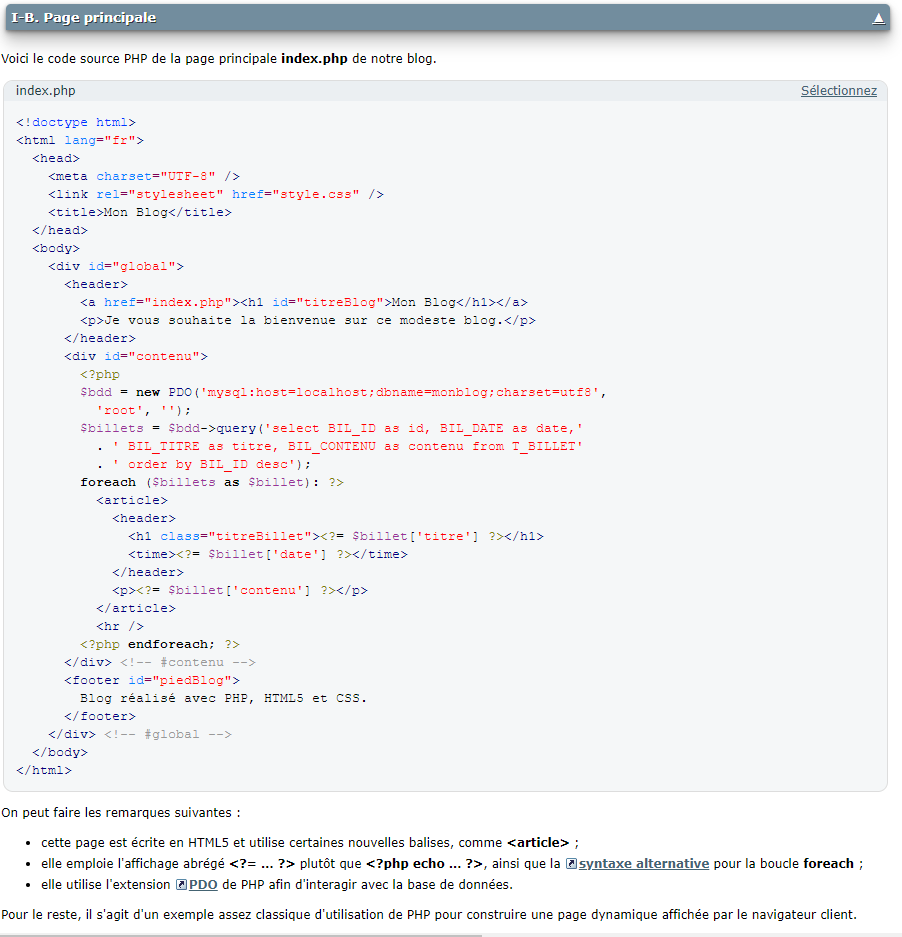 I-B. Page principale ▲
Voici le code source PHP de la page principale index.php de notre blog.
index.php Sélectionnez
<!doctype html>
<html lang="fr">
  <head>
    <meta charset="UTF-8" />
    <link rel="stylesheet" href="style.css" />
    <title>Mon Blog</title>
  </head>
  <body>
    <div id="global">
      <header>
        <a href="index.php"><h1 id="titreBlog">Mon Blog</h1></a>
        <p>Je vous souhaite la bienvenue sur ce modeste blog.</p>
      </header>
      <div id="contenu">
        <?php
        $bdd = new PDO('mysql:host=localhost;dbname=monblog;charset=utf8',
          'root', '');
        $billets = $bdd->query('select BIL_ID as id, BIL_DATE as date,'
          . ' BIL_TITRE as titre, BIL_CONTENU as contenu from T_BILLET'
          . ' order by BIL_ID desc');
        foreach ($billets as $billet): ?>
          <article>
            <header>
              <h1 class="titreBillet"><?= $billet['titre'] ?></h1>
              <time><?= $billet['date'] ?></time>
            </header>
            <p><?= $billet['contenu'] ?></p>
          </article>
          <hr />
        <?php endforeach; ?>
      </div> <!-- #contenu -->
      <footer id="piedBlog">
        Blog réalisé avec PHP, HTML5 et CSS.
      </footer>
    </div> <!-- #global -->
  </body>
</html>
On peut faire les remarques suivantes :
• cette page est écrite en HTML5 et utilise certaines nouvelles balises, comme <article> ;
• elle emploie l'affichage abrégé <?= ... ?> plutôt que <?php echo ... ?>, ainsi que la syntaxe alternative pour la boucle foreach ;
• elle utilise l'extension PDO de PHP afin d'interagir avec la base de données.
Pour le reste, il s'agit d'un exemple assez classique d'utilisation de PHP pour construire une page dynamique affichée par le navigateur client.